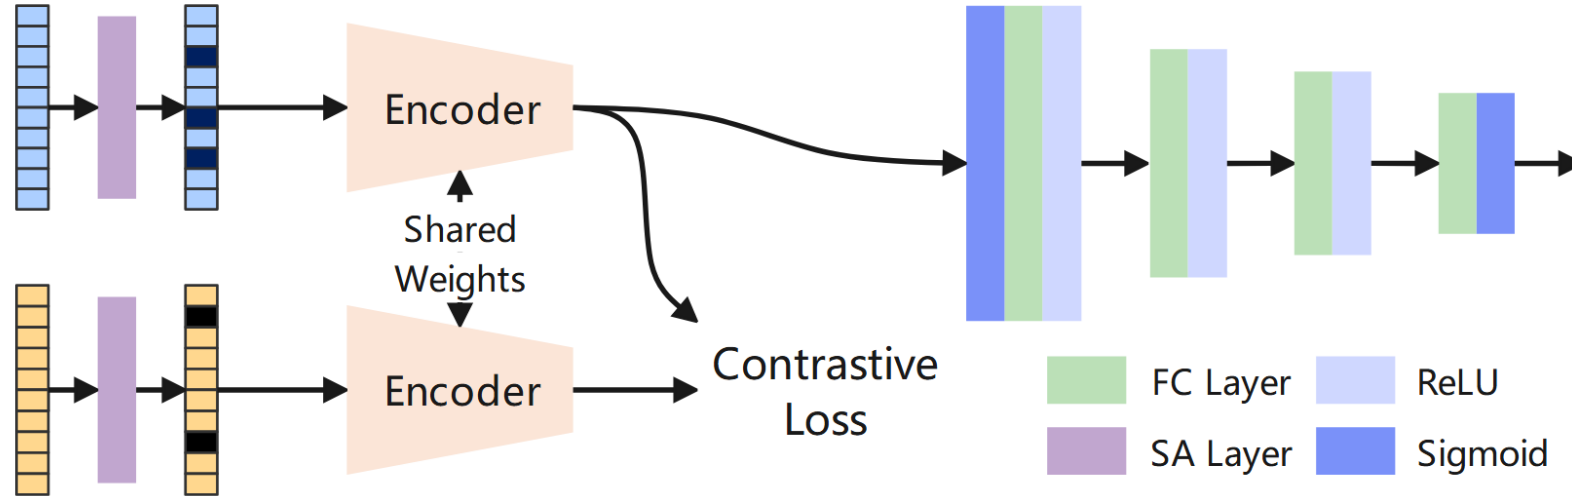 Encoder
Shared
Weights
Encoder
Contrastive
Loss
FC Layer
ReLU
SA Layer
Sigmoid